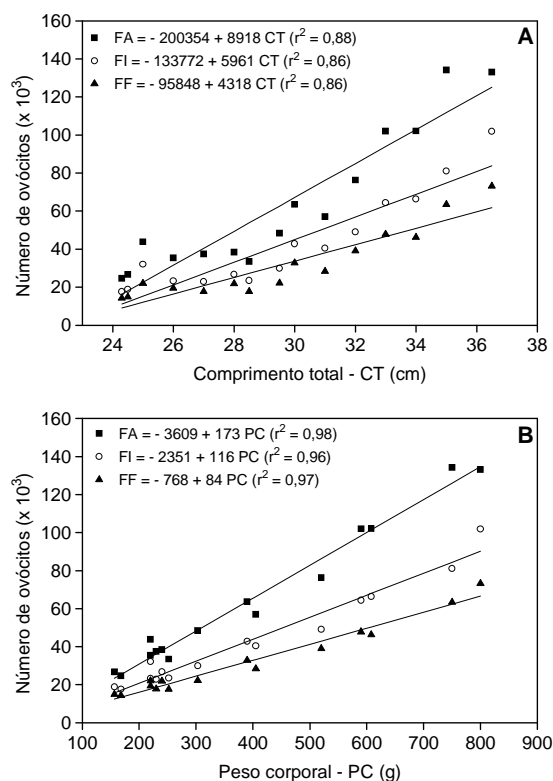 A
■ FA = - 200354 + 8918 CT (r² = 0,88)
○ FI = - 133772 + 5961 CT (r² = 0,86)
▲ FF = - 95848 + 4318 CT (r² = 0,86)
Número de ovócitos (x 10³)
160
140
120
100
80
60
40
20
0
24 26 28 30 32 34 36 38
Comprimento total - CT (cm)
B
■ FA = - 3609 + 173 PC (r² = 0,98)
○ FI = - 2351 + 116 PC (r² = 0,96)
▲ FF = - 768 + 84 PC (r² = 0,97)
Número de ovócitos (x 10³)
160
140
120
100
80
60
40
20
0
100 200 300 400 500 600 700 800 900
Peso corporal - PC (g)